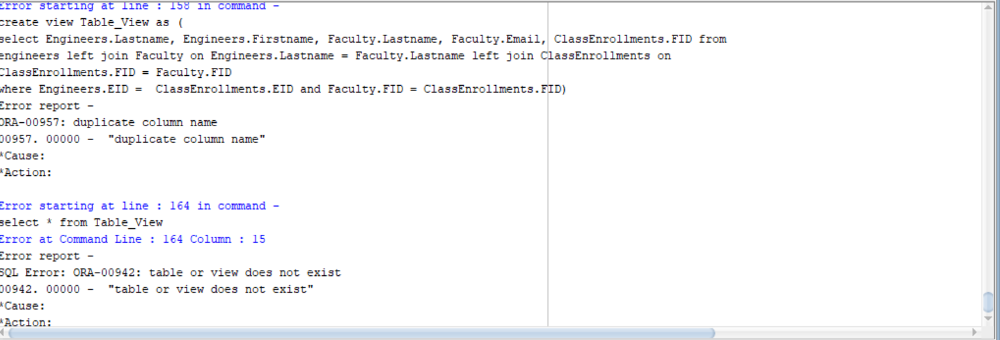 Error starting at line : 158 in command -
create view Table_View as (
select Engineers.Lastname, Engineers.Firstname, Faculty.Lastname, Faculty.Email, ClassEnrollments.FID from
engineers left join Faculty on Engineers.Lastname = Faculty.Lastname left join ClassEnrollments on
ClassEnrollments.FID = Faculty.FID
where Engineers.EID =  ClassEnrollments.EID and Faculty.FID = ClassEnrollments.FID)
Error report -
ORA-00957: duplicate column name
00957. 00000 -  "duplicate column name"
*Cause:
*Action:
Error starting at line : 164 in command -
select * from Table_View
Error at Command Line : 164 Column : 15
Error report -
SQL Error: ORA-00942: table or view does not exist
00942. 00000 -  "table or view does not exist"
*Cause:
*Action: